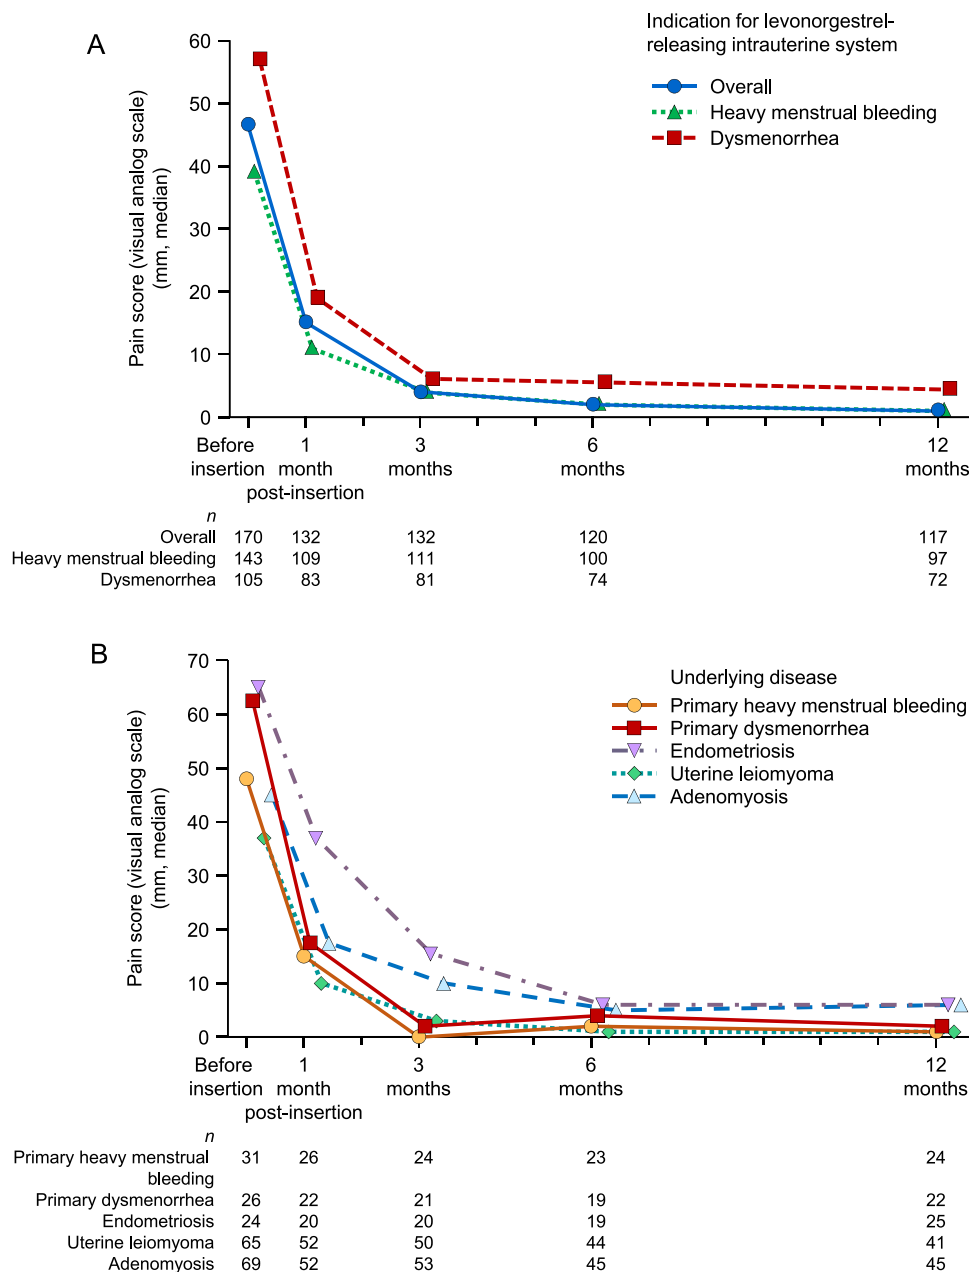 A
Indication for levonorgestrel-
releasing intrauterine system
Overall
Heavy menstrual bleeding
Dysmenorrhea
Pain score (visual analog scale)
(mm, median)
60
50
40
30
20
10
0
Before
insertion
1
month
post-insertion
3
months
6
months
12
months
n
Overall 170 132 132 120 117
Heavy menstrual bleeding 143 109 111 100 97
Dysmenorrhea 105 83 81 74 72
B
Underlying disease
Primary heavy menstrual bleeding
Primary dysmenorrhea
Endometriosis
Uterine leiomyoma
Adenomyosis
Pain score (visual analog scale)
(mm, median)
70
60
50
40
30
20
10
0
Before
insertion
1
month
post-insertion
3
months
6
months
12
months
n
Primary heavy menstrual 31 26 24 23 24
bleeding
Primary dysmenorrhea 26 22 21 19 22
Endometriosis 24 20 20 19 25
Uterine leiomyoma 65 52 50 44 41
Adenomyosis 69 52 53 45 45